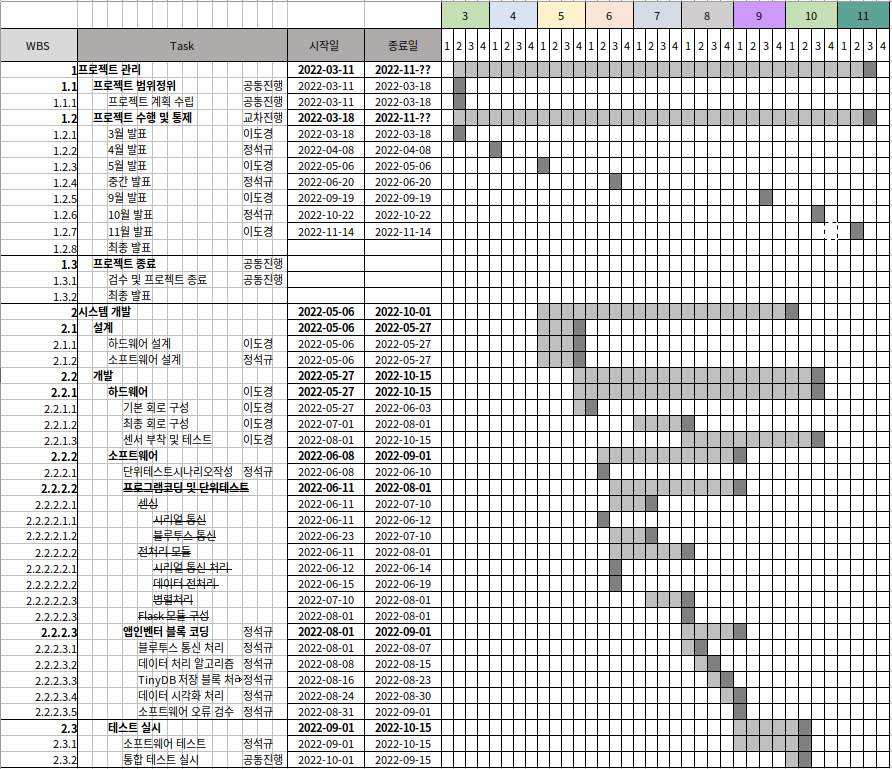 3 4 5 6 7 8 9 10 11
WBS Task 시작일 종료일 1 2 3 4 1 2 3 4 1 2 3 4 1 2 3 4 1 2 3 4 1 2 3 4 1 2 3 4 1 2 3 4 1 2 3 4
1 프로젝트 관리 2022-03-11 2022-11-??
1.1 프로젝트 범위정위 공동진행 2022-03-11 2022-03-18
1.1.1 프로젝트 계획 수립 공동진행 2022-03-11 2022-03-18
1.2 프로젝트 수행 및 통제 교차진행 2022-03-18 2022-11-??
1.2.1 3월 발표 이도경 2022-03-18 2022-03-18
1.2.2 4월 발표 정석규 2022-04-08 2022-04-08
1.2.3 5월 발표 이도경 2022-05-06 2022-05-06
1.2.4 중간 발표 정석규 2022-06-20 2022-06-20
1.2.5 9월 발표 이도경 2022-09-19 2022-09-19
1.2.6 10월 발표 정석규 2022-10-22 2022-10-22
1.2.7 11월 발표 이도경 2022-11-14 2022-11-14
1.2.8 최종 발표
1.3 프로젝트 종료 공동진행
1.3.1 검수 및 프로젝트 종료 공동진행
1.3.2 최종 발표
2 시스템 개발 2022-05-06 2022-10-01
2.1 설계 2022-05-06 2022-05-27
2.1.1 하드웨어 설계 이도경 2022-05-06 2022-05-27
2.1.2 소프트웨어 설계 정석규 2022-05-06 2022-05-27
2.2 개발 2022-05-27 2022-10-15
2.2.1 하드웨어 이도경 2022-05-27 2022-10-15
2.2.1.1 기본 회로 구성 이도경 2022-05-27 2022-06-03
2.2.1.2 최종 회로 구성 이도경 2022-07-01 2022-08-01
2.2.1.3 센서 부착 및 테스트 이도경 2022-08-01 2022-10-15
2.2.2 소프트웨어 2022-06-08 2022-09-01
2.2.2.1 단위테스트시나리오작성 정석규 2022-06-08 2022-06-10
2.2.2.2 프로그램코딩 및 단위테스트 2022-06-11 2022-08-01
2.2.2.2.1 센싱 2022-06-11 2022-07-10
2.2.2.2.1.1 시리얼 통신 2022-06-11 2022-06-12
2.2.2.2.1.2 블루투스 통신 2022-06-23 2022-07-10
2.2.2.2.2 전처리 모듈 2022-06-11 2022-08-01
2.2.2.2.2.1 시리얼 통신 처리 2022-06-12 2022-06-14
2.2.2.2.2.2 데이터 전처리 2022-06-15 2022-06-19
2.2.2.2.2.3 병렬처리 2022-07-10 2022-08-01
2.2.2.2.3 Flask 모듈 구성 2022-08-01 2022-08-01
2.2.2.3 앱인벤터 블록 코딩 정석규 2022-08-01 2022-09-01
2.2.2.3.1 블루투스 통신 처리 정석규 2022-08-01 2022-08-07
2.2.2.3.2 데이터 처리 알고리즘 정석규 2022-08-08 2022-08-15
2.2.2.3.3 TinyDB 저장 블록 처리 정석규 2022-08-16 2022-08-23
2.2.2.3.4 데이터 시각화 처리 정석규 2022-08-24 2022-08-30
2.2.2.3.5 소프트웨어 오류 검수 정석규 2022-08-31 2022-09-01
2.3 테스트 실시 2022-09-01 2022-10-15
2.3.1 소프트웨어 테스트 정석규 2022-09-01 2022-10-15
2.3.2 통합 테스트 실시 공동진행 2022-10-01 2022-09-15